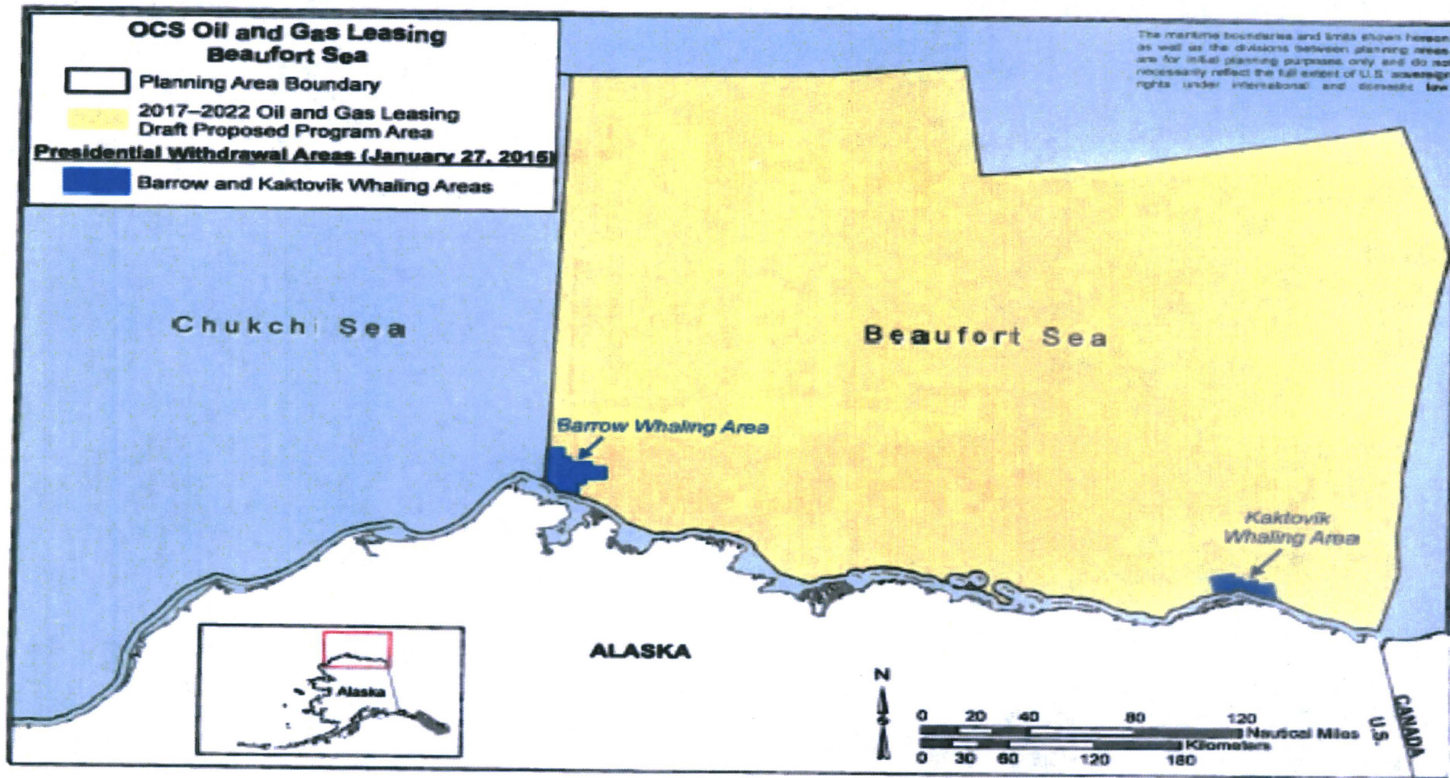 OCS Oil and Gas Leasing
Beaufort Sea
Planning Area Boundary
2017–2022 Oil and Gas Leasing
Draft Proposed Program Area
Presidential Withdrawal Areas (January 27, 2015)
Barrow and Kaktovik Whaling Areas
The maritime boundaries and limits shown hereon
as well as the divisions between planning areas
are for initial planning purposes only and do not
necessarily reflect the full extent of U.S. sovereign
rights under international and domestic law
Chukchi Sea
Beaufort Sea
Barrow Whaling Area
Kaktovik
Whaling Area
ALASKA
Alaska
N
0 20 40 80 120
Nautical Miles
Kilometers
0 30 60 120 180
U.S.
CANADA